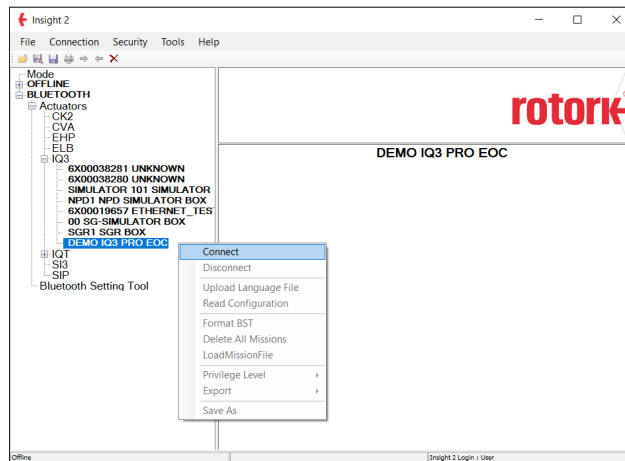 Insight 2
File Connection Security Tools Help
Mode
OFFLINE
BLUETOOTH
Actuators
CK2
CVA
EHP
ELB
IQ3
6X00038281 UNKNOWN
6X00038280 UNKNOWN
SIMULATOR 101 SIMULATOR
NPD1 NPD SIMULATOR BOX
6X00019657 ETHERNET_TES
00 SG-SIMULATOR BOX
SGR1 SGR BOX
DEMO IQ3 PRO EOC
IQT
SI3
SIP
Bluetooth Setting Tool
rotork
DEMO IQ3 PRO EOC
Connect
Disconnect
Upload Language File
Read Configuration
Format BST
Delete All Missions
LoadMissionFile
Privilege Level
Export
Save As
Offline
Insight 2 Login : User